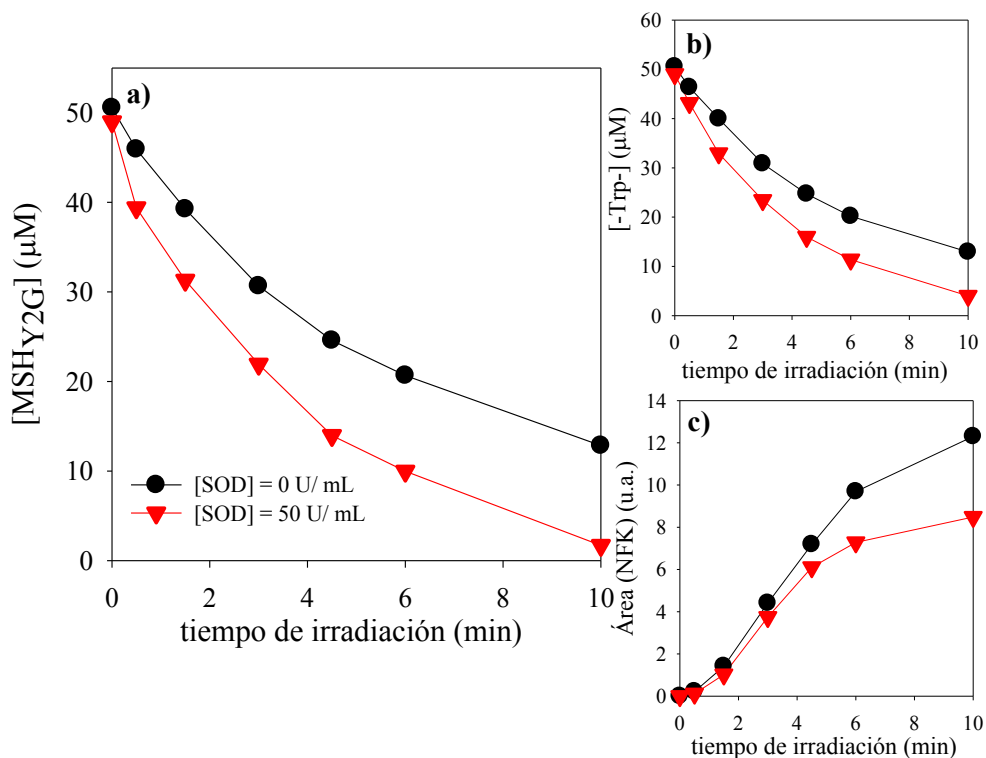 a)
[MSHY2G] (µM)
50
40
30
20
10
0
[SOD] = 0 U/ mL
[SOD] = 50 U/ mL
0 2 4 6 8 10
tiempo de irradiación (min)
b)
[-Trp-] (µM)
60
50
40
30
20
10
0
0 2 4 6 8 10
tiempo de irradiación (min)
c)
Área (NFK) (u.a.)
14
12
10
8
6
4
2
0
0 2 4 6 8 10
tiempo de irradiación (min)